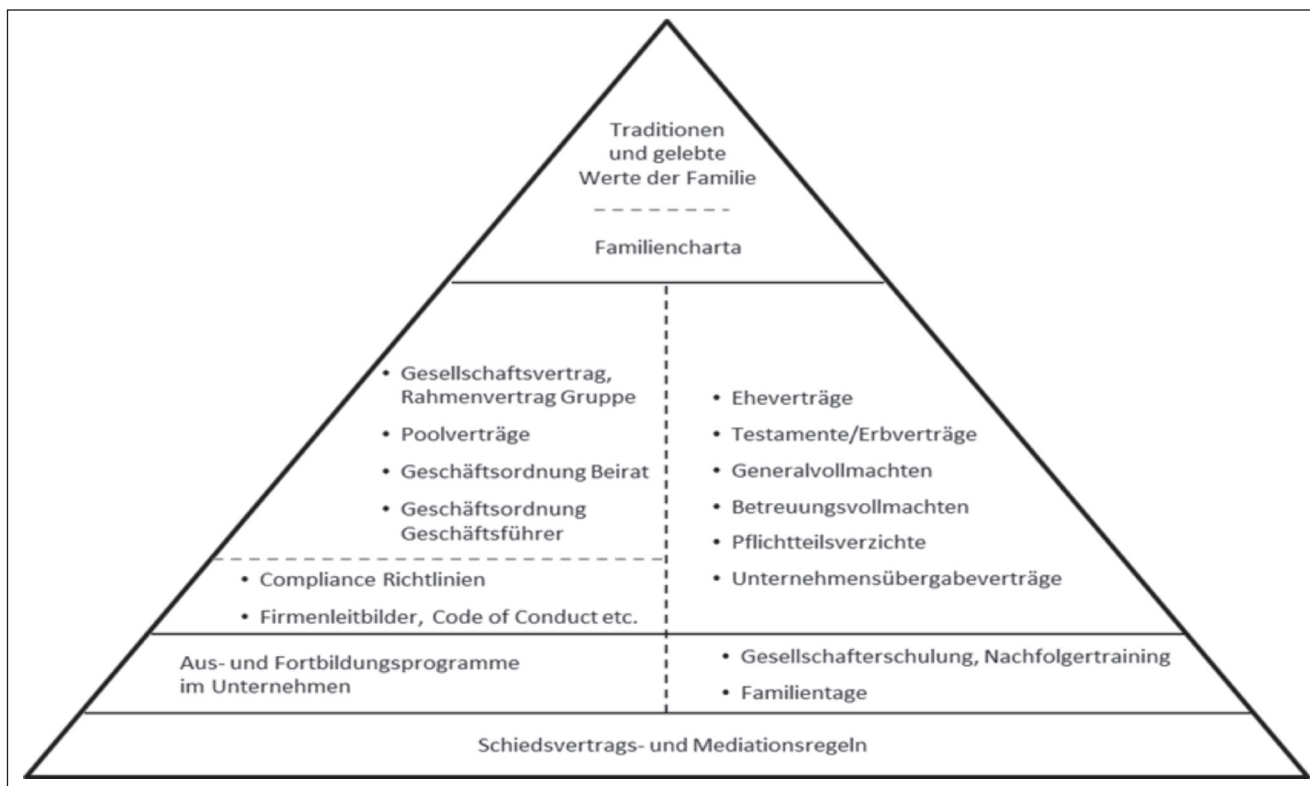 Traditionen
und gelebte
Werte der Familie
Familiencharta
• Gesellschaftsvertrag,
Rahmenvertrag Gruppe
• Poolverträge
• Geschäftsordnung Beirat
• Geschäftsordnung
Geschäftsführer
• Compliance Richtlinien
• Firmenleitbilder, Code of Conduct etc.
• Eheverträge
• Testamente/Erbverträge
• Generalvollmachten
• Betreuungsvollmachten
• Pflichtteilsverzichte
• Unternehmensübergabeverträge
Aus- und Fortbildungsprogramme
im Unternehmen
• Gesellschafterschulung, Nachfolgertraining
• Familientage
Schiedsvertrags- und Mediationsregeln